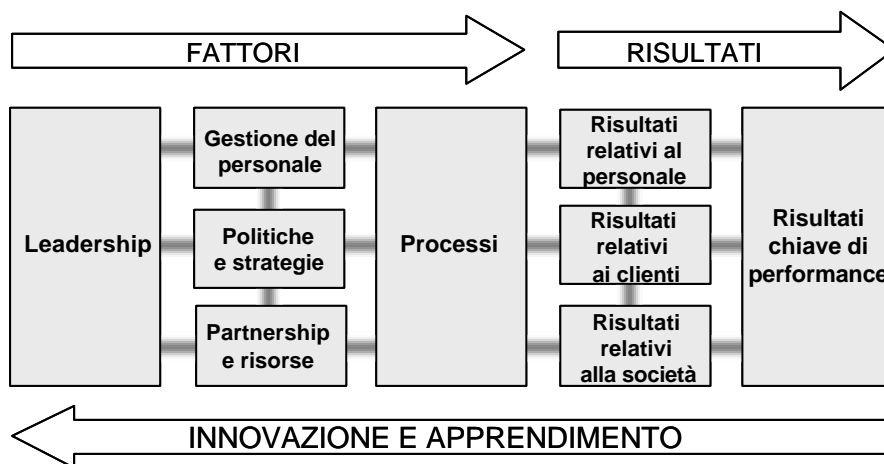 FATTORI
RISULTATI
Leadership
Gestione del
personale
Politiche
e strategie
Partnership
e risorse
Processi
Risultati
relativi al
personale
Risultati
relativi
ai clienti
Risultati
relativi
alla società
Risultati
chiave di
performance
INNOVAZIONE E APPRENDIMENTO